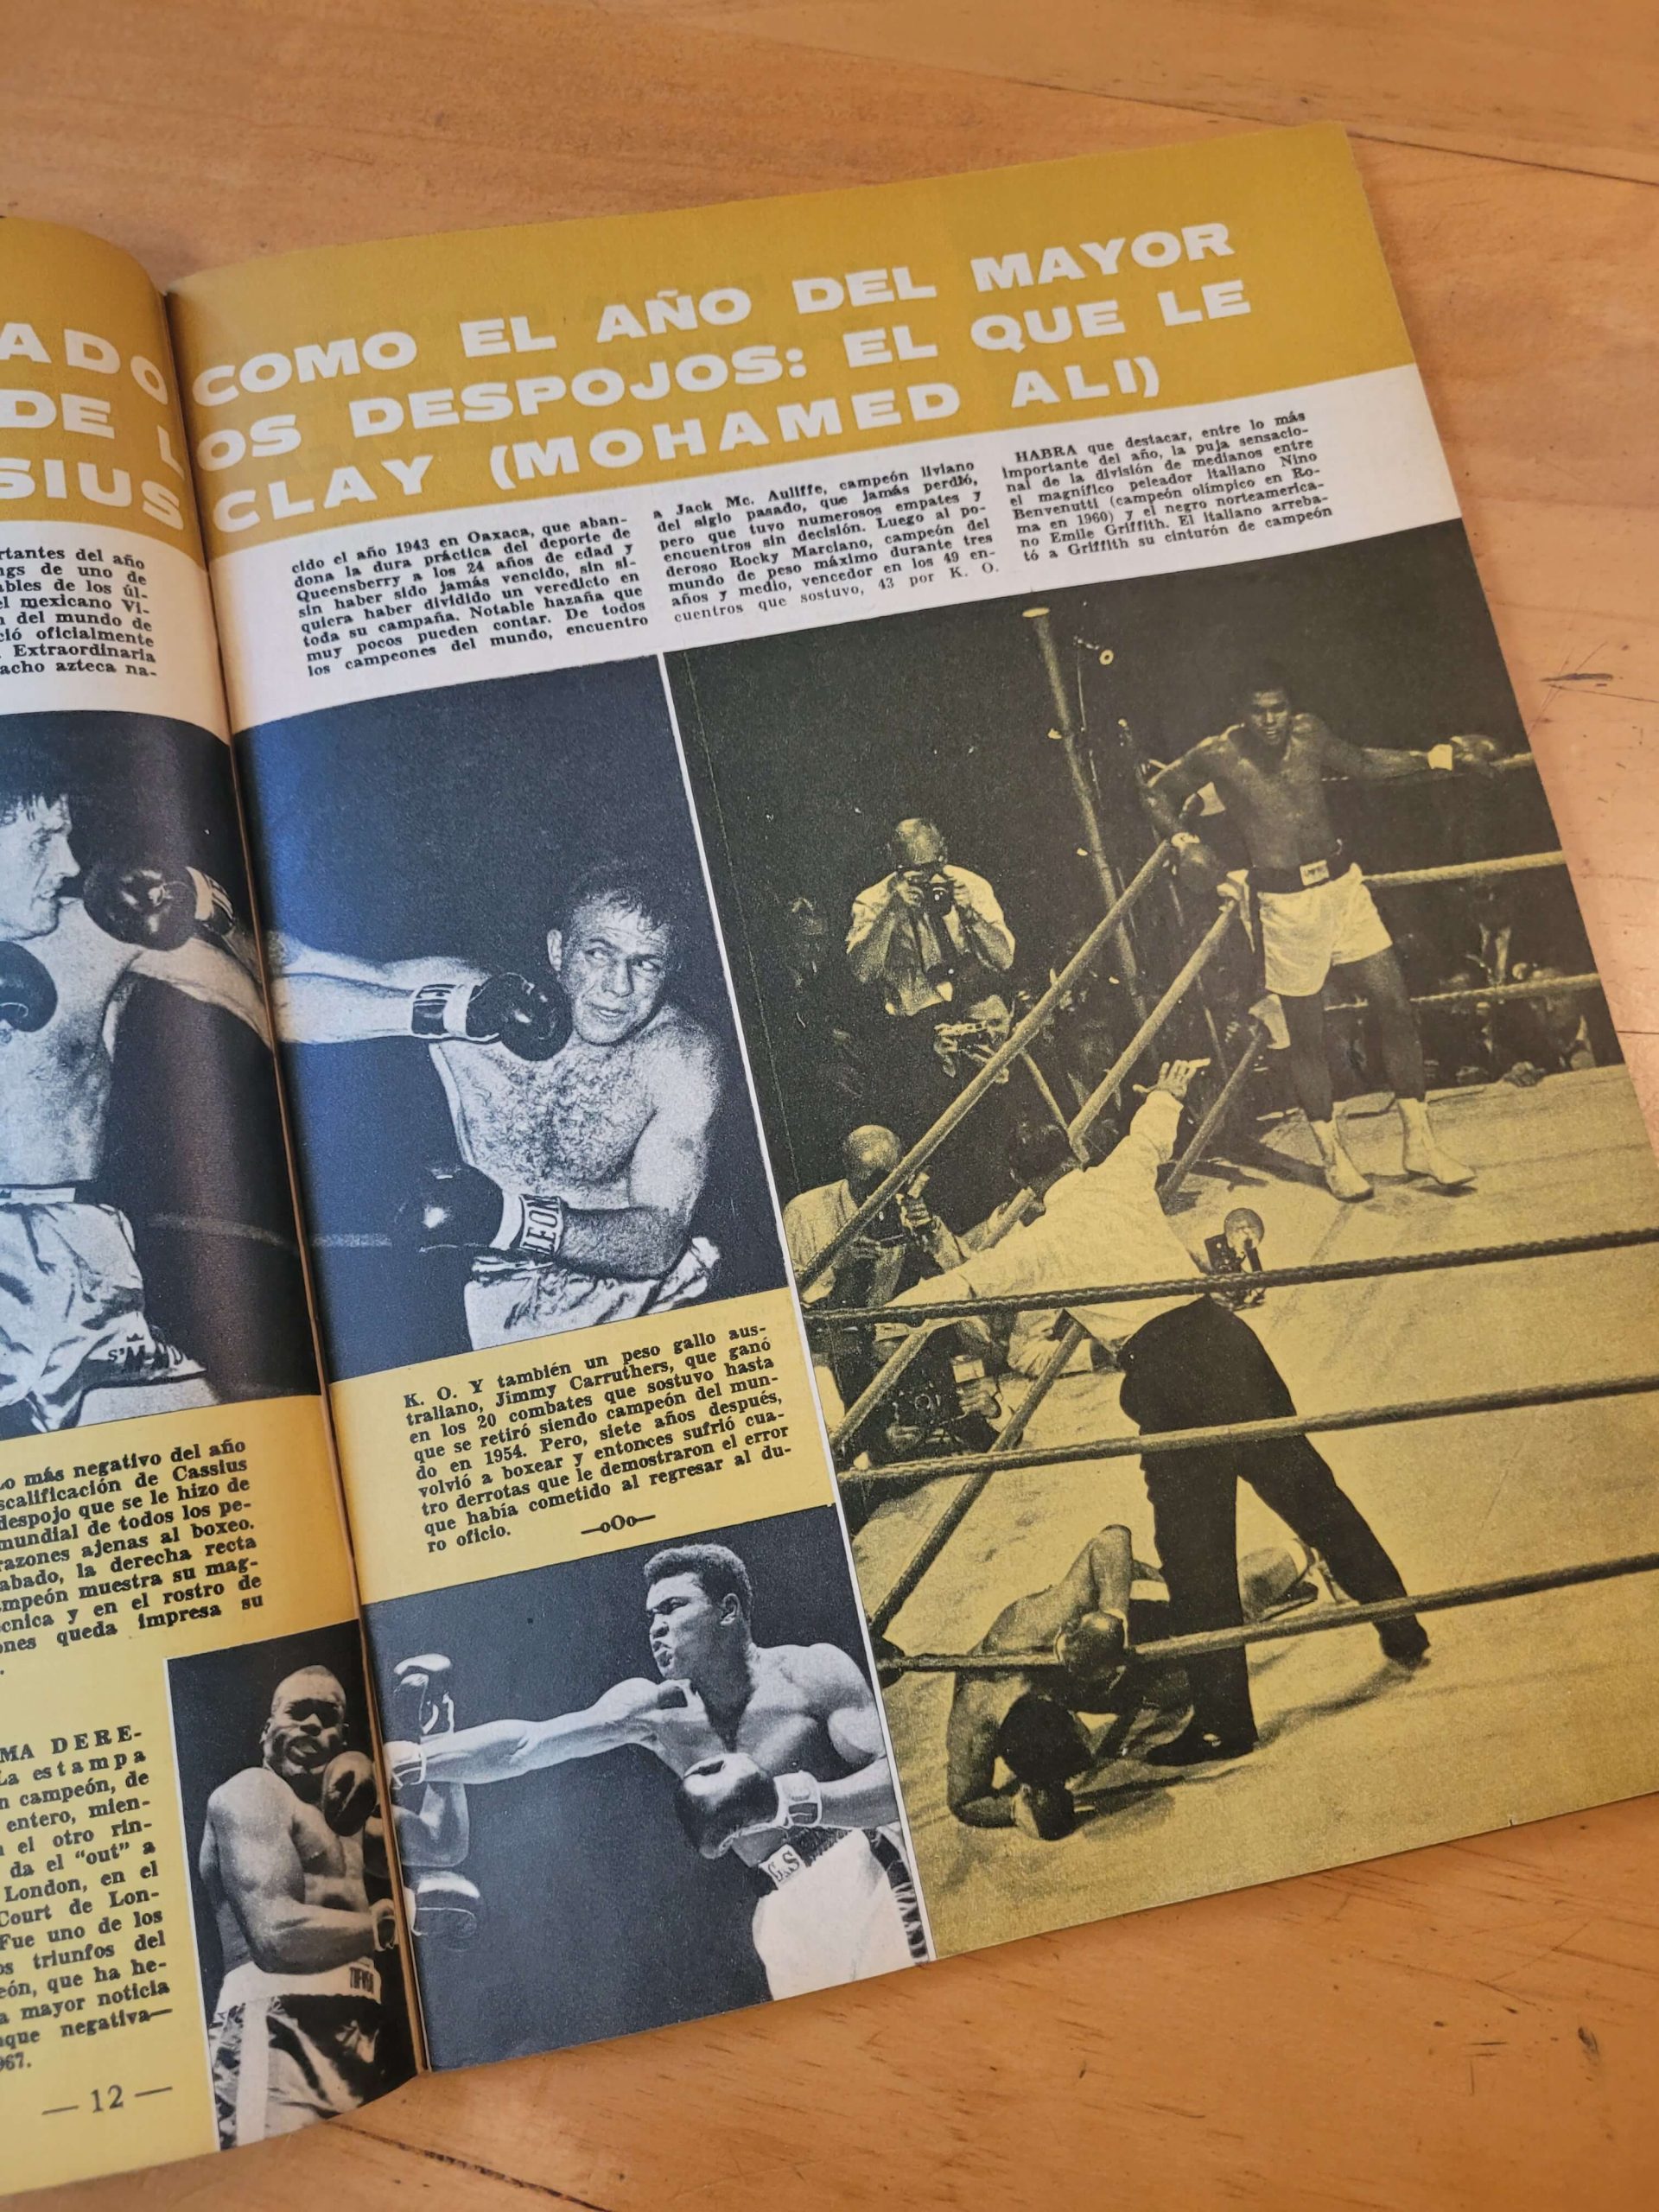 ADO COMO EL AÑO DEL MAYOR
DE LOS DESPOJOS: EL QUE LE
SIUS CLAY (MOHAMED ALI)
rtantes del año
ngs de uno de
ables de los úl-
el mexicano Vi-
n del mundo de
ció oficialmente
. Extraordinaria
acho azteca na-
cido el año 1943 en Oaxaca, que aban-
dona la dura práctica del deporte de
Queensberry a los 24 años de edad y
sin haber sido jamás vencido, sin si-
quiera haber dividido un veredicto en
toda su campaña. Notable hazaña que
muy pocos pueden contar. De todos
los campeones del mundo, encuentro
a Jack Mc. Auliffe, campeón liviano
del siglo pasado, que jamás perdió,
pero que tuvo numerosos empates y
encuentros sin decisión. Luego al po-
deroso Rocky Marciano, campeón del
mundo de peso máximo durante tres
años y medio, vencedor en los 49 en-
cuentros que sostuvo, 43 por K. O.
HABRA que destacar, entre lo más
importante del año, la puja sensacio-
nal de la división de medianos entre
el magnífico peleador italiano Nino
Benvenutti (campeón olímpico en Ro-
ma en 1960) y el negro norteamerica-
no Emile Griffith. El italiano arreba-
tó a Griffith su cinturón de campeón
LEON
S'M
K. O. Y también un peso gallo aus-
traliano, Jimmy Carruthers, que ganó
en los 20 combates que sostuvo hasta
que se retiró siendo campeón del mun-
do en 1954. Pero, siete años después,
volvió a boxear y entonces sufrió cua-
tro derrotas que le demostraron el error
que había cometido al regresar al du-
ro oficio.
—oOo—
Lo más negativo del año
scalificación de Cassius
despojo que se le hizo de
mundial de todos los pe-
razones ajenas al boxeo.
abado, la derecha recta
ampeón muestra su mag-
cnica y en el rostro de
ones queda impresa su
.
MA DERE-
La estampa
n campeón, de
entero, mien-
n el otro rin-
da el "out" a
London, en el
Court de Lon-
Fue uno de los
os triunfos del
eón, que ha he-
a mayor noticia
nque negativa—
967.
G.S
— 12 —